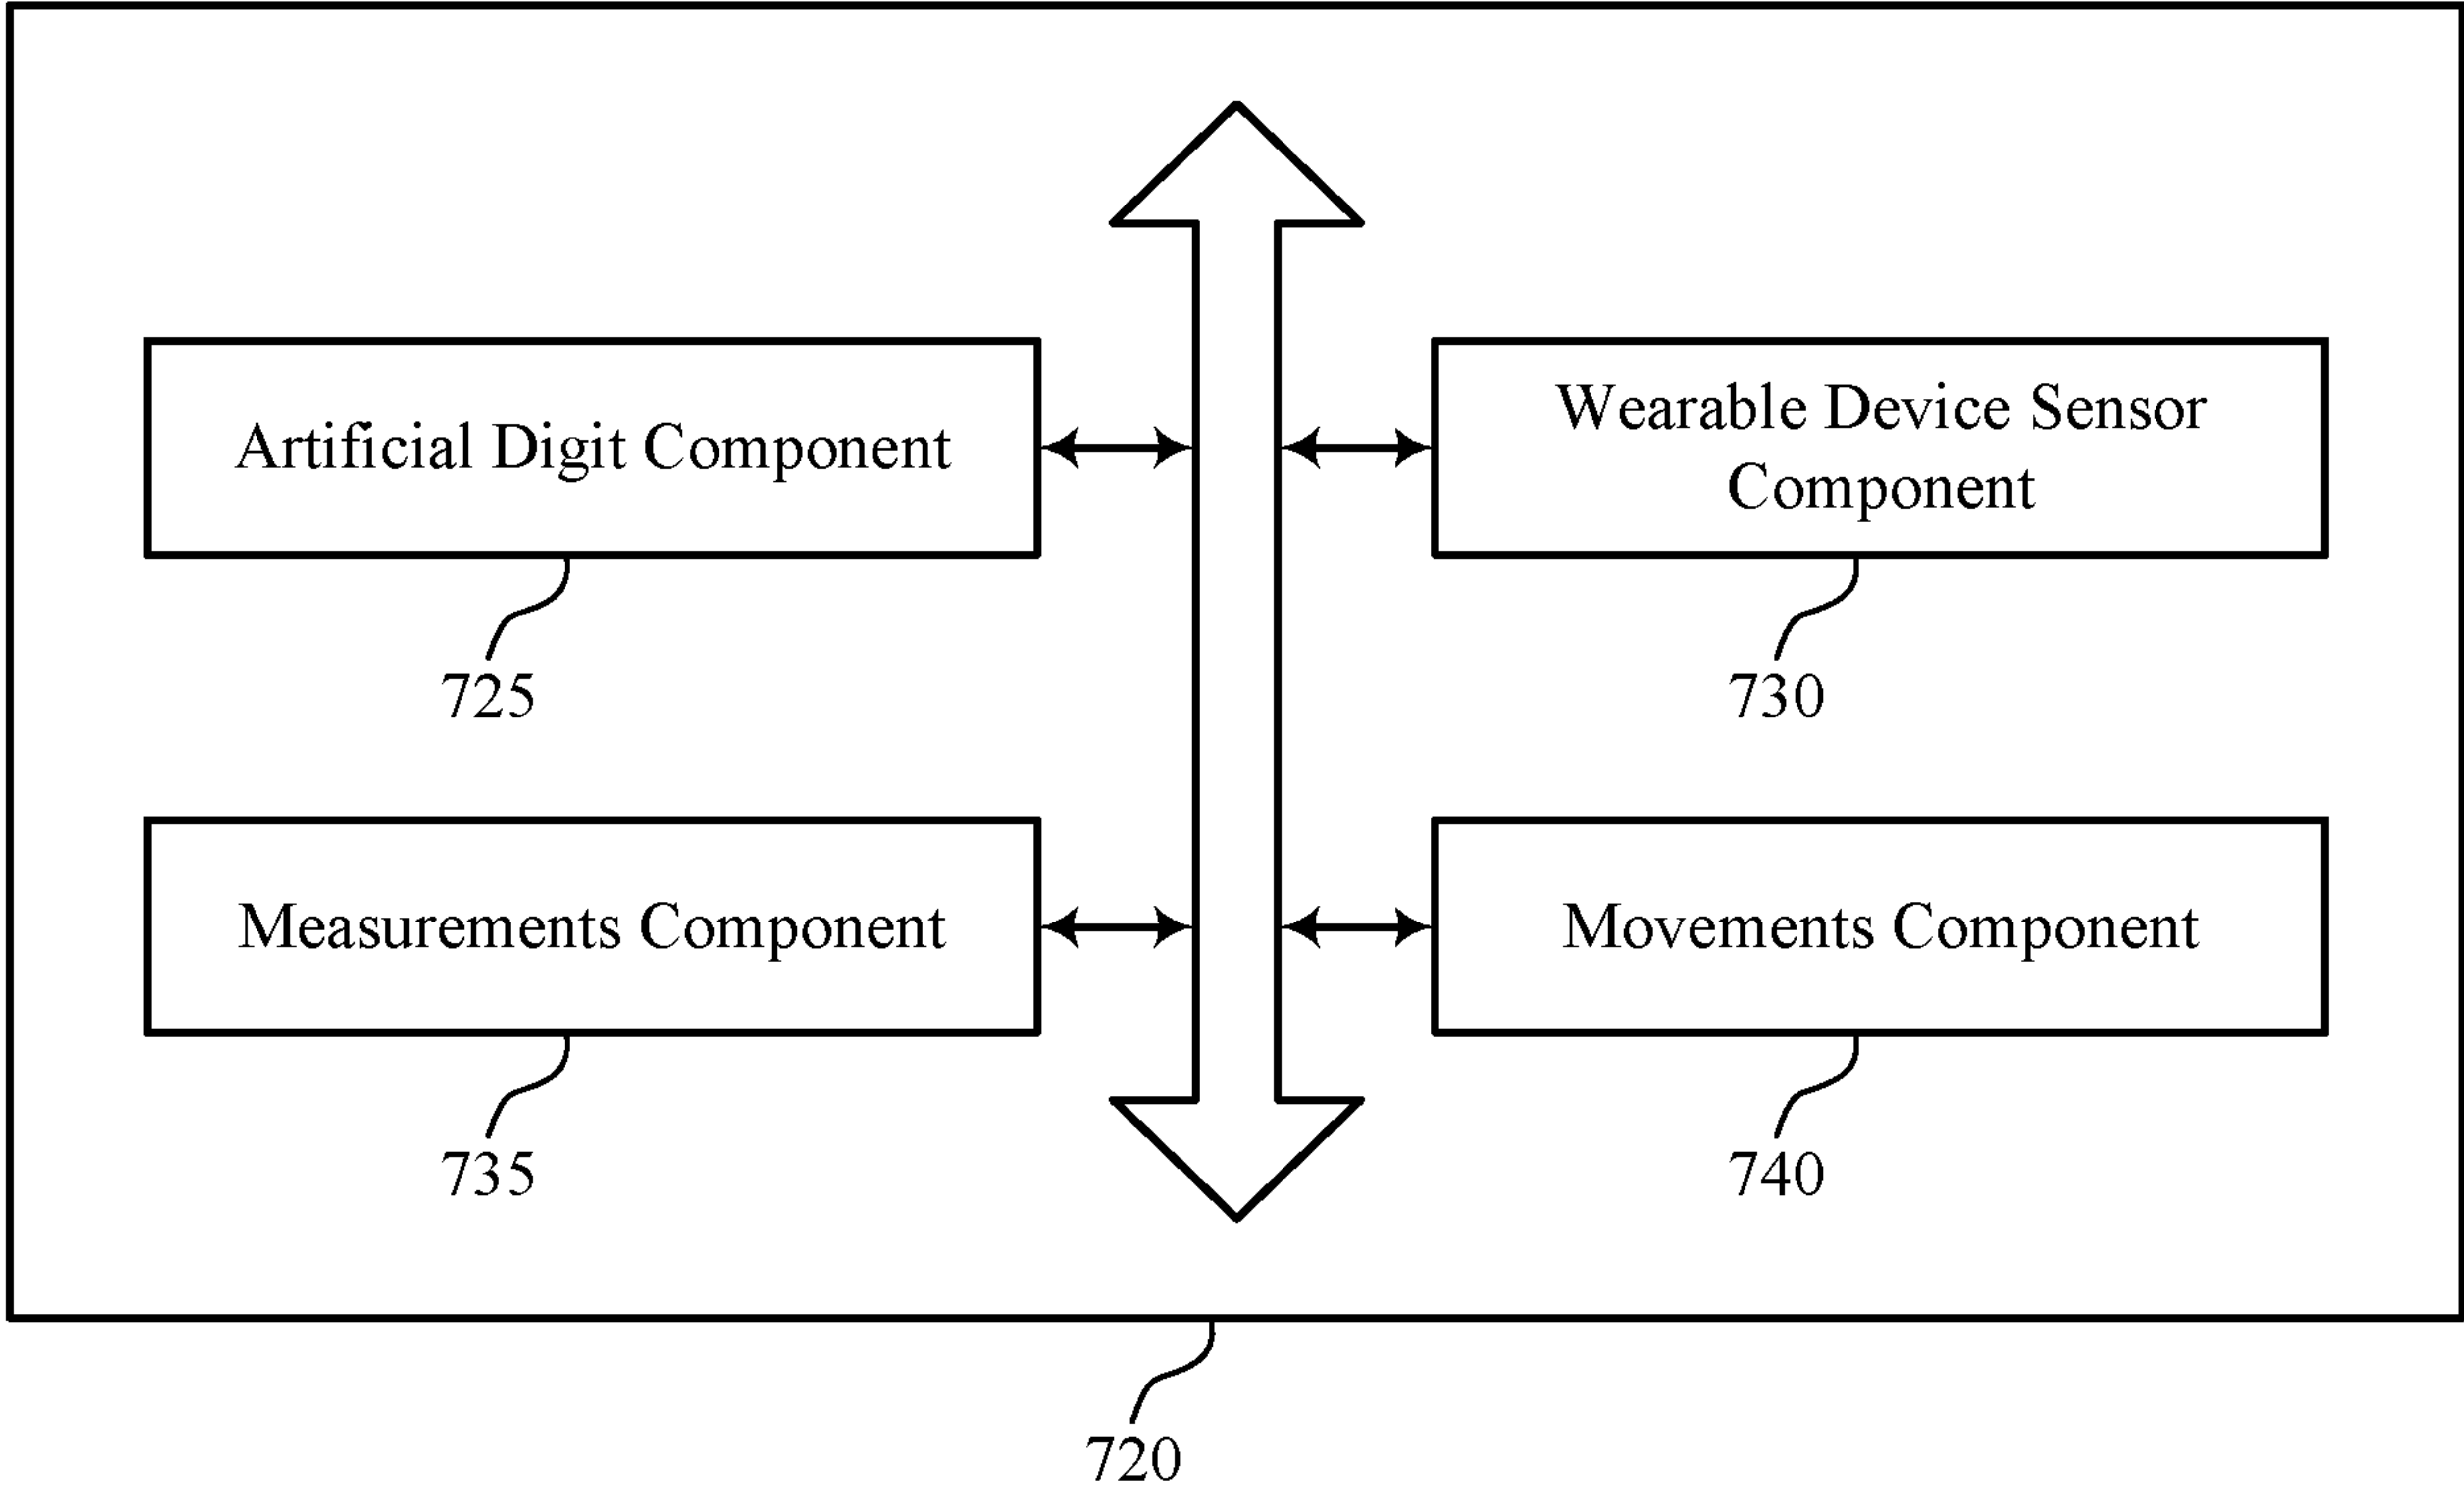 Artificial Digit Component
Wearable Device Sensor
Component
725
730
Measurements Component
Movements Component
735
740
720